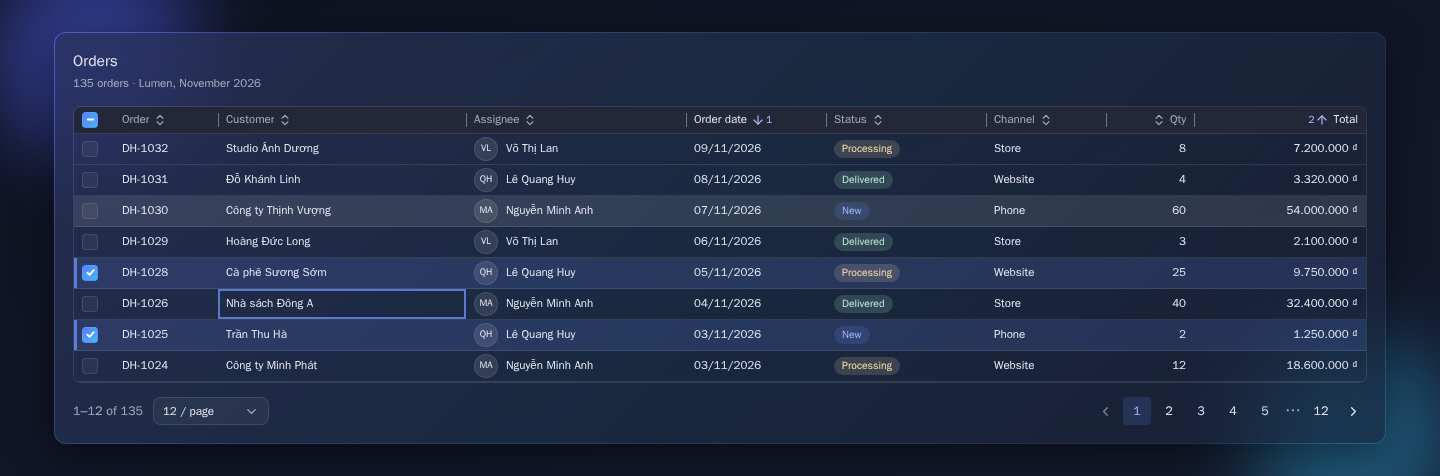 Orders
135 orders · Lumen, November 2026
Order Customer Assignee Order date 1 Status Channel Qty 2 Total
DH-1032 Studio Ánh Dương VL Võ Thị Lan 09/11/2026 Processing Store 8 7.200.000 ₫
DH-1031 Đỗ Khánh Linh QH Lê Quang Huy 08/11/2026 Delivered Website 4 3.320.000 ₫
DH-1030 Công ty Thịnh Vượng MA Nguyễn Minh Anh 07/11/2026 New Phone 60 54.000.000 ₫
DH-1029 Hoàng Đức Long VL Võ Thị Lan 06/11/2026 Delivered Store 3 2.100.000 ₫
DH-1028 Cà phê Sương Sớm QH Lê Quang Huy 05/11/2026 Processing Website 25 9.750.000 ₫
DH-1026 Nhà sách Đông A MA Nguyễn Minh Anh 04/11/2026 Delivered Store 40 32.400.000 ₫
DH-1025 Trần Thu Hà QH Lê Quang Huy 03/11/2026 New Phone 2 1.250.000 ₫
DH-1024 Công ty Minh Phát MA Nguyễn Minh Anh 03/11/2026 Processing Website 12 18.600.000 ₫
1–12 of 135 12 / page 1 2 3 4 5 ··· 12